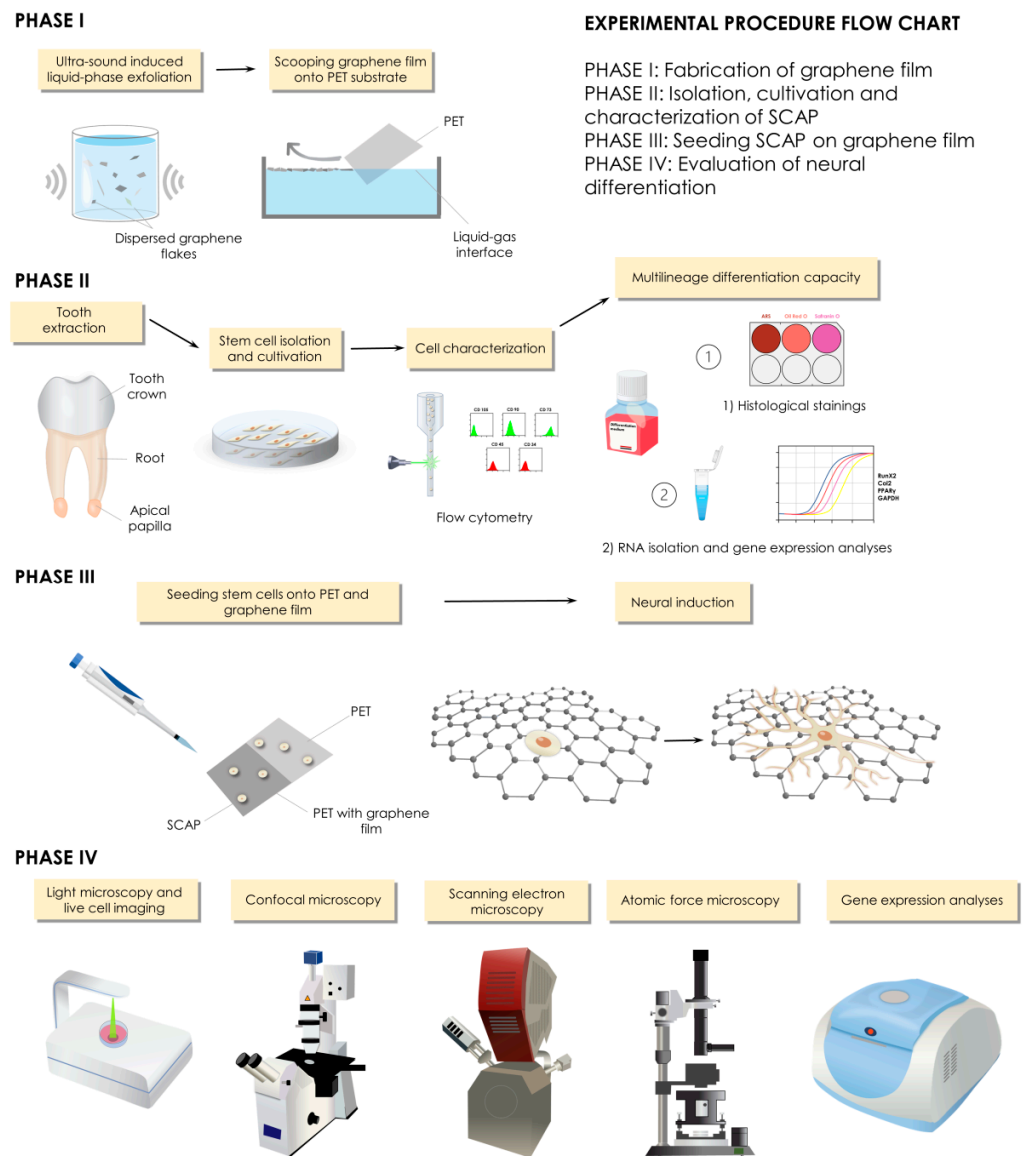 PHASE I
EXPERIMENTAL PROCEDURE FLOW CHART
PHASE I: Fabrication of graphene film
PHASE II: Isolation, cultivation and
characterization of SCAP
PHASE III: Seeding SCAP on graphene film
PHASE IV: Evaluation of neural
differentiation
Ultra-sound induced
liquid-phase exfoliation
Scooping graphene film
onto PET substrate
PET
Dispersed graphene
flakes
Liquid-gas
interface
PHASE II
Tooth
extraction
Stem cell isolation
and cultivation
Cell characterization
Multilineage differentiation capacity
Tooth
crown
Root
Apical
papilla
CD 105
CD 90
CD 73
CD 45
CD 34
Flow cytometry
Differentiation
medium
1
ARS
Oil Red O
Safranin O
1) Histological stainings
2
RunX2
Col2
PPARγ
GAPDH
2) RNA isolation and gene expression analyses
PHASE III
Seeding stem cells onto PET and
graphene film
Neural induction
PET
PET with graphene
film
SCAP
PHASE IV
Light microscopy and
live cell imaging
Confocal microscopy
Scanning electron
microscopy
Atomic force microscopy
Gene expression analyses